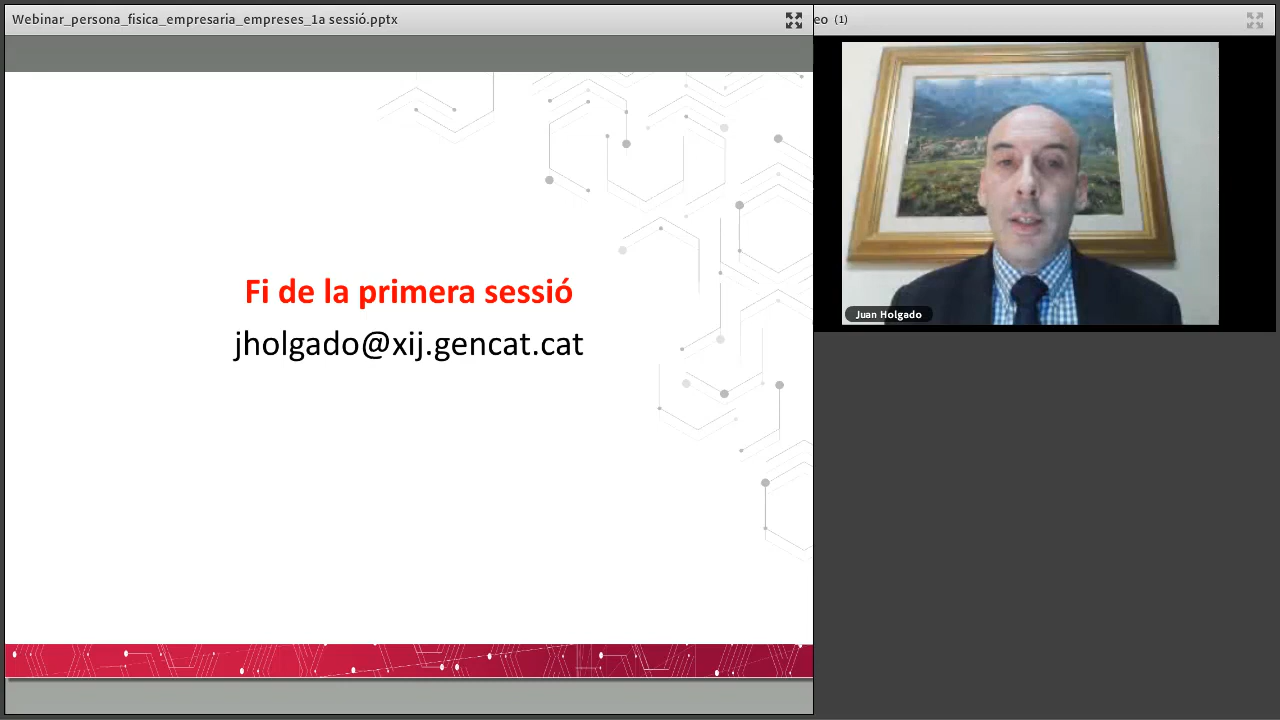 Webinar_persona_fisica_empresaria_empreses_1a sessió.pptx
eo (1)
Fi de la primera sessió
jholgado@xij.gencat.cat
Juan Holgado